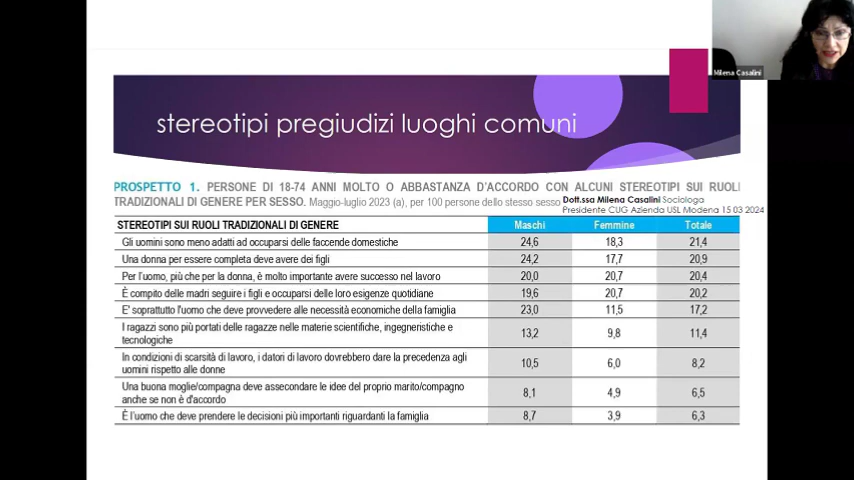 Milena Casalini
stereotipi pregiudizi luoghi comuni
PROSPETTO 1. PERSONE DI 18-74 ANNI MOLTO O ABBASTANZA D'ACCORDO CON ALCUNI STEREOTIPI SUI RUOLI
TRADIZIONALI DI GENERE PER SESSO. Maggio-luglio 2023 (a), per 100 persone dello stesso sesso
Dott.ssa Milena Casalini Sociologa
Presidente CUG Azienda USL Modena 15 03 2024
STEREOTIPI SUI RUOLI TRADIZIONALI DI GENERE Maschi Femmine Totale
Gli uomini sono meno adatti ad occuparsi delle faccende domestiche 24,6 18,3 21,4
Una donna per essere completa deve avere dei figli 24,2 17,7 20,9
Per l'uomo, più che per la donna, è molto importante avere successo nel lavoro 20,0 20,7 20,4
È compito delle madri seguire i figli e occuparsi delle loro esigenze quotidiane 19,6 20,7 20,2
E' soprattutto l'uomo che deve provvedere alle necessità economiche della famiglia 23,0 11,5 17,2
I ragazzi sono più portati delle ragazze nelle materie scientifiche, ingegneristiche e
tecnologiche 13,2 9,8 11,4
In condizioni di scarsità di lavoro, i datori di lavoro dovrebbero dare la precedenza agli
uomini rispetto alle donne 10,5 6,0 8,2
Una buona moglie/compagna deve assecondare le idee del proprio marito/compagno
anche se non è d'accordo 8,1 4,9 6,5
È l'uomo che deve prendere le decisioni più importanti riguardanti la famiglia 8,7 3,9 6,3